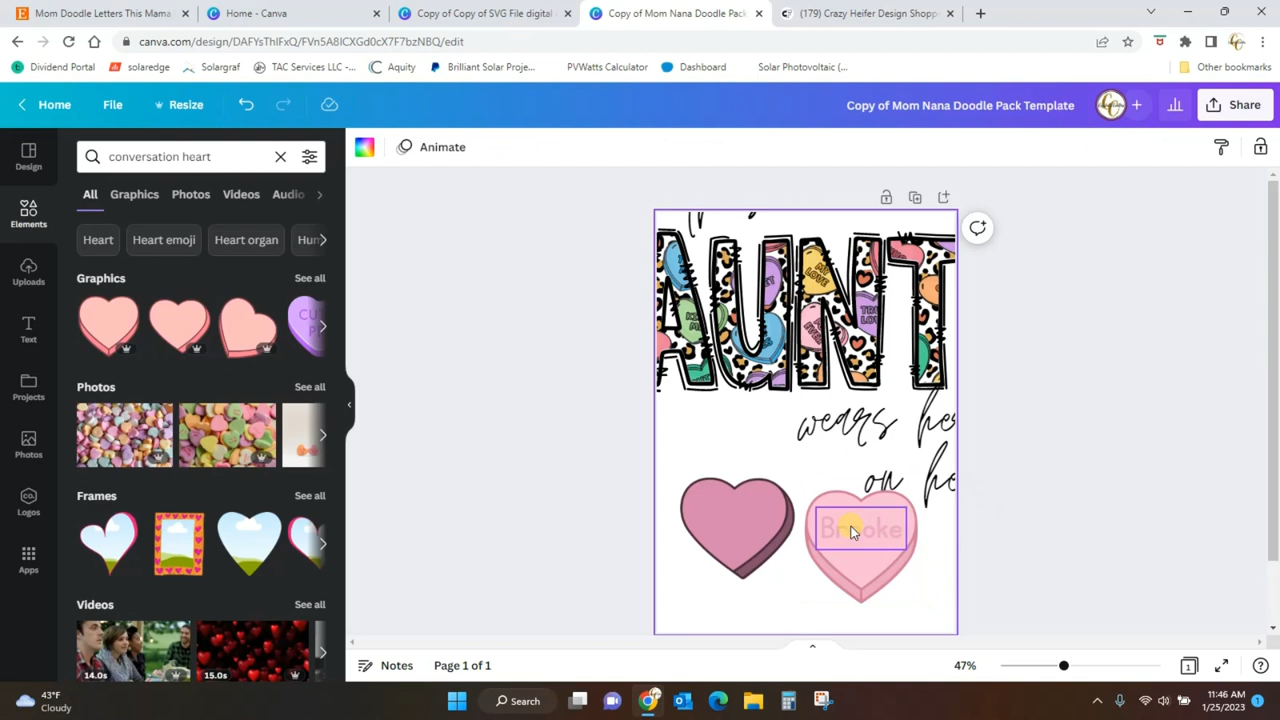 Mom Doodle Letters This Mama
Home - Canva
Copy of Copy of SVG File digital
Copy of Mom Nana Doodle Pack
(179) Crazy Heifer Design Shopp
canva.com/design/DAFYsThlFxQ/FVn5A8ICXGd0cX7F7bzNBQ/edit
Dividend Portal
solaredge
Solargraf
TAC Services LLC -...
Aquity
Brilliant Solar Proje...
PVWatts Calculator
Dashboard
Solar Photovoltaic (...
Other bookmarks
Home
File
Resize
Copy of Mom Nana Doodle Pack Template
Share
Design
Elements
Uploads
Text
Projects
Photos
Logos
Apps
conversation heart
All
Graphics
Photos
Videos
Audio
Heart
Heart emoji
Heart organ
Graphics
See all
Photos
See all
Frames
See all
Videos
See all
14.0s
15.0s
Animate
AUNT
MY LOVE
wears
on
Brooke
Notes
Page 1 of 1
47%
1
43°F
Cloudy
Search
11:46 AM
1/25/2023
1